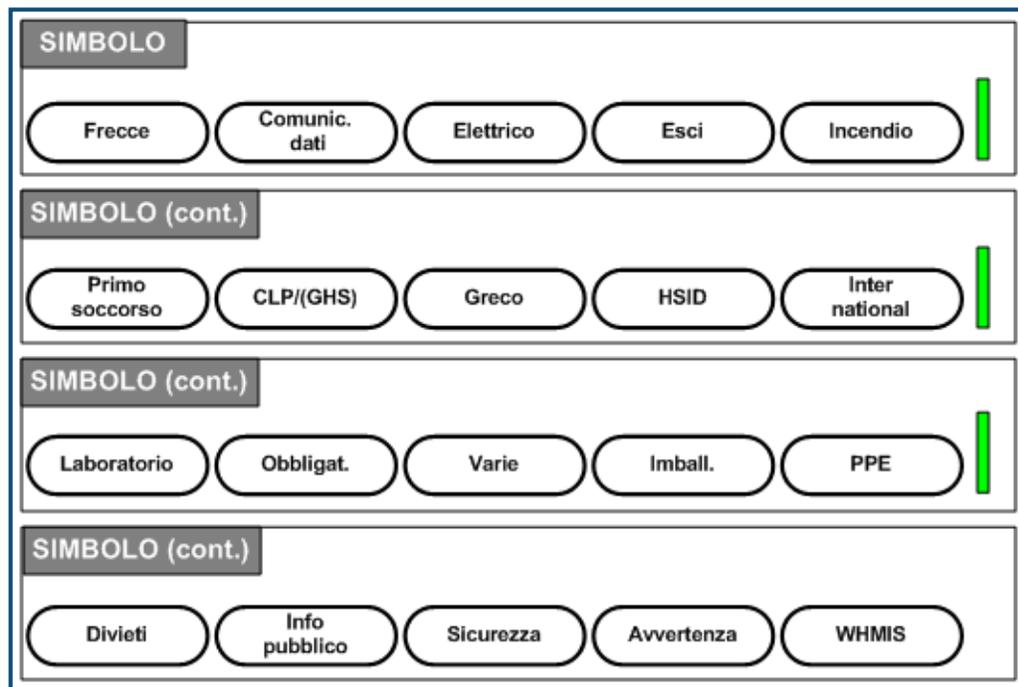 SIMBOLO
Frecce
Comunic.
dati
Elettrico
Esci
Incendio
SIMBOLO (cont.)
Primo
soccorso
CLP/(GHS)
Greco
HSID
Inter
national
SIMBOLO (cont.)
Laboratorio
Obbligat.
Varie
Imball.
PPE
SIMBOLO (cont.)
Divieti
Info
pubblico
Sicurezza
Avvertenza
WHMIS